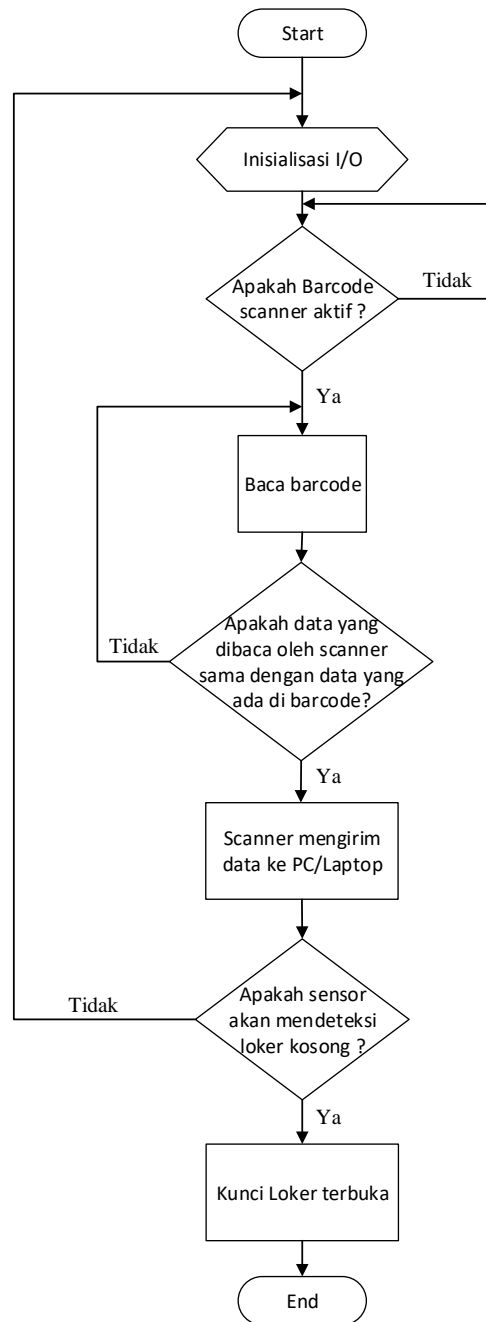 Start
Inisialisasi I/O
Apakah Barcode
scanner aktif ?
Tidak
Ya
Baca barcode
Apakah data yang
dibaca oleh scanner
sama dengan data yang
ada di barcode?
Tidak
Ya
Scanner mengirim
data ke PC/Laptop
Apakah sensor
akan mendeteksi
loker kosong ?
Tidak
Ya
Kunci Loker terbuka
End